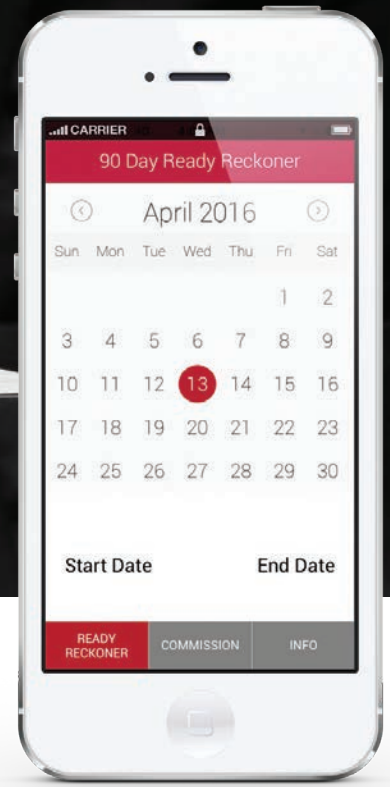 CARRIER
90 Day Ready Reckoner
April 2016
Sun Mon Tue Wed Thu Fri Sat
1 2
3 4 5 6 7 8 9
10 11 12 13 14 15 16
17 18 19 20 21 22 23
24 25 26 27 28 29 30
Start Date End Date
READY
RECKONER
COMMISSION
INFO